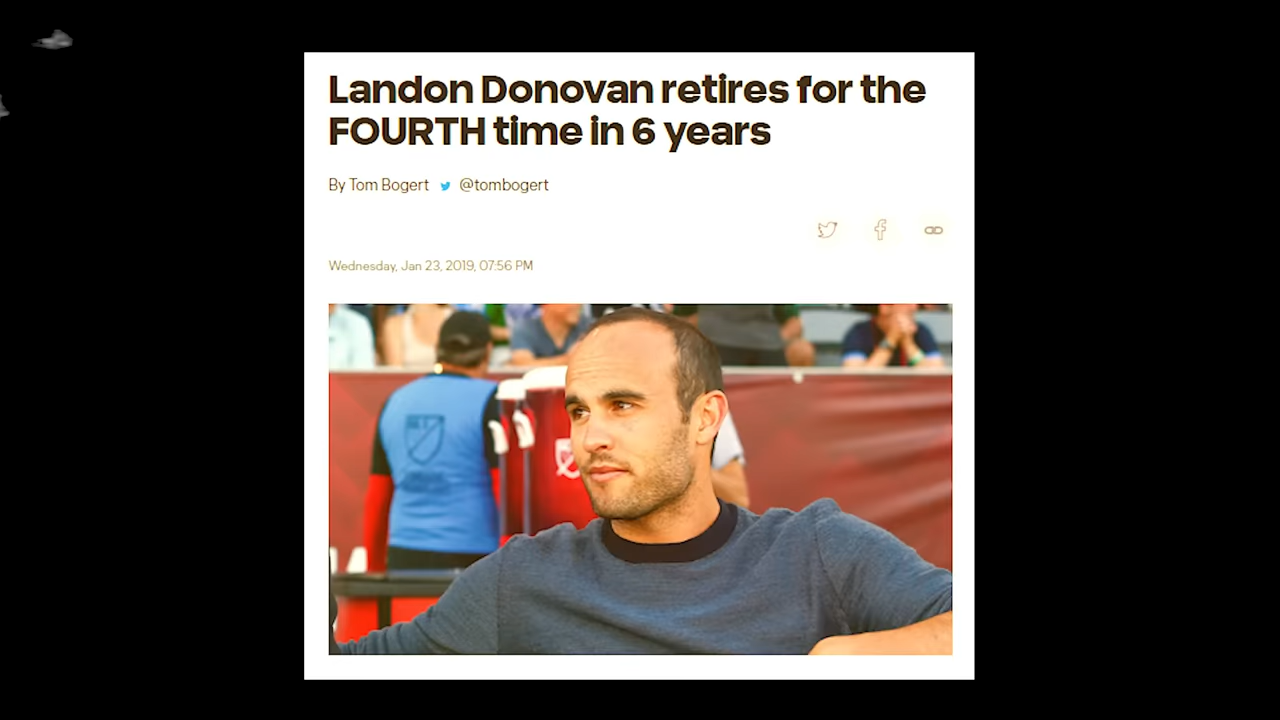 Landon Donovan retires for the
FOURTH time in 6 years
By Tom Bogert @tombogert
Wednesday, Jan 23, 2019, 07:56 PM